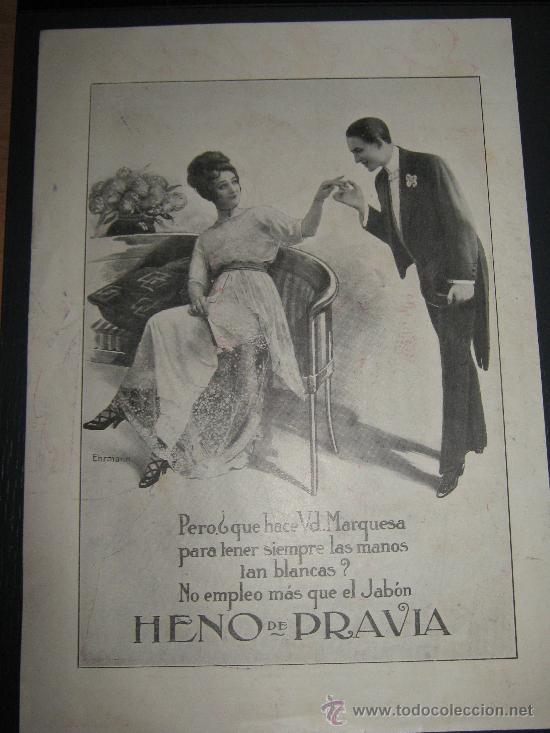 Ehrmann
Pero ¿que hace Vd. Marquesa
para tener siempre las manos
tan blancas?
No empleo más que el Jabón
HENO DE PRAVIA
www.todocoleccion.net